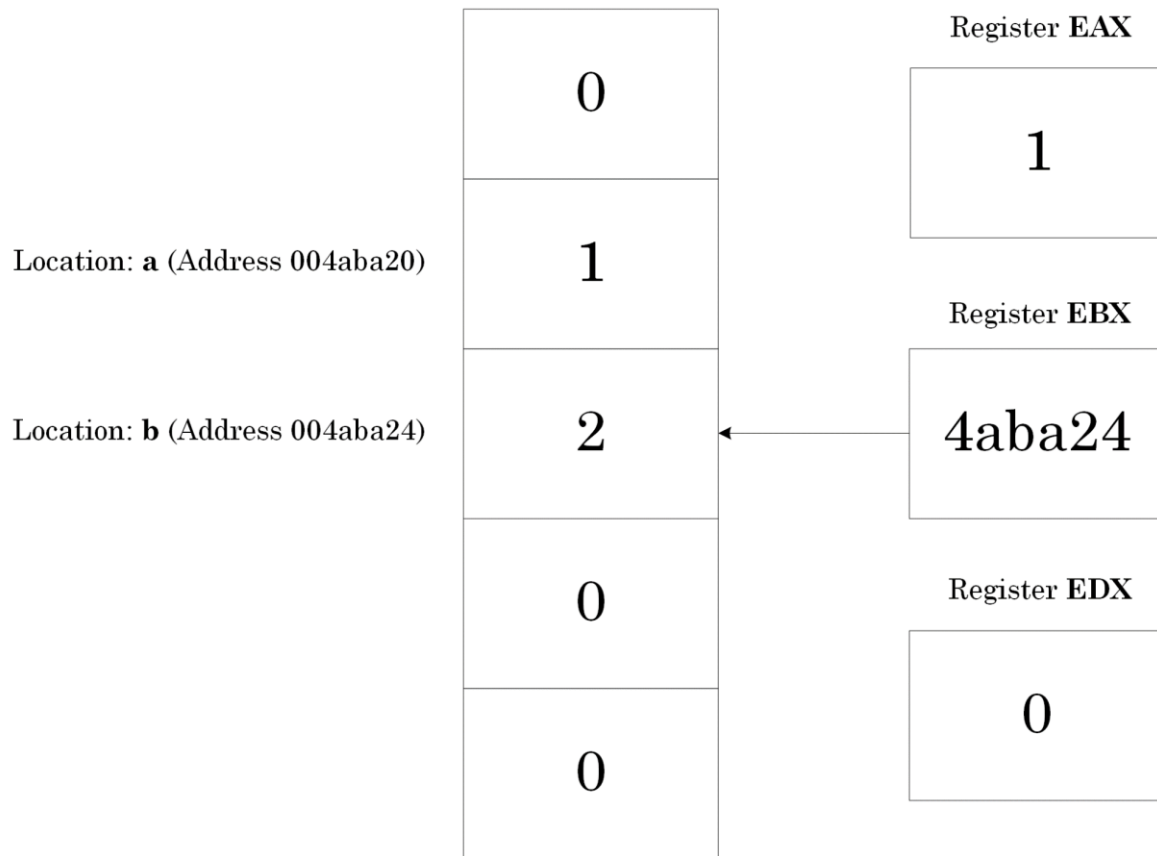 Register EAX
0
1
Location: a (Address 004aba20)
1
Register EBX
Location: b (Address 004aba24)
2
4aba24
Register EDX
0
0
0